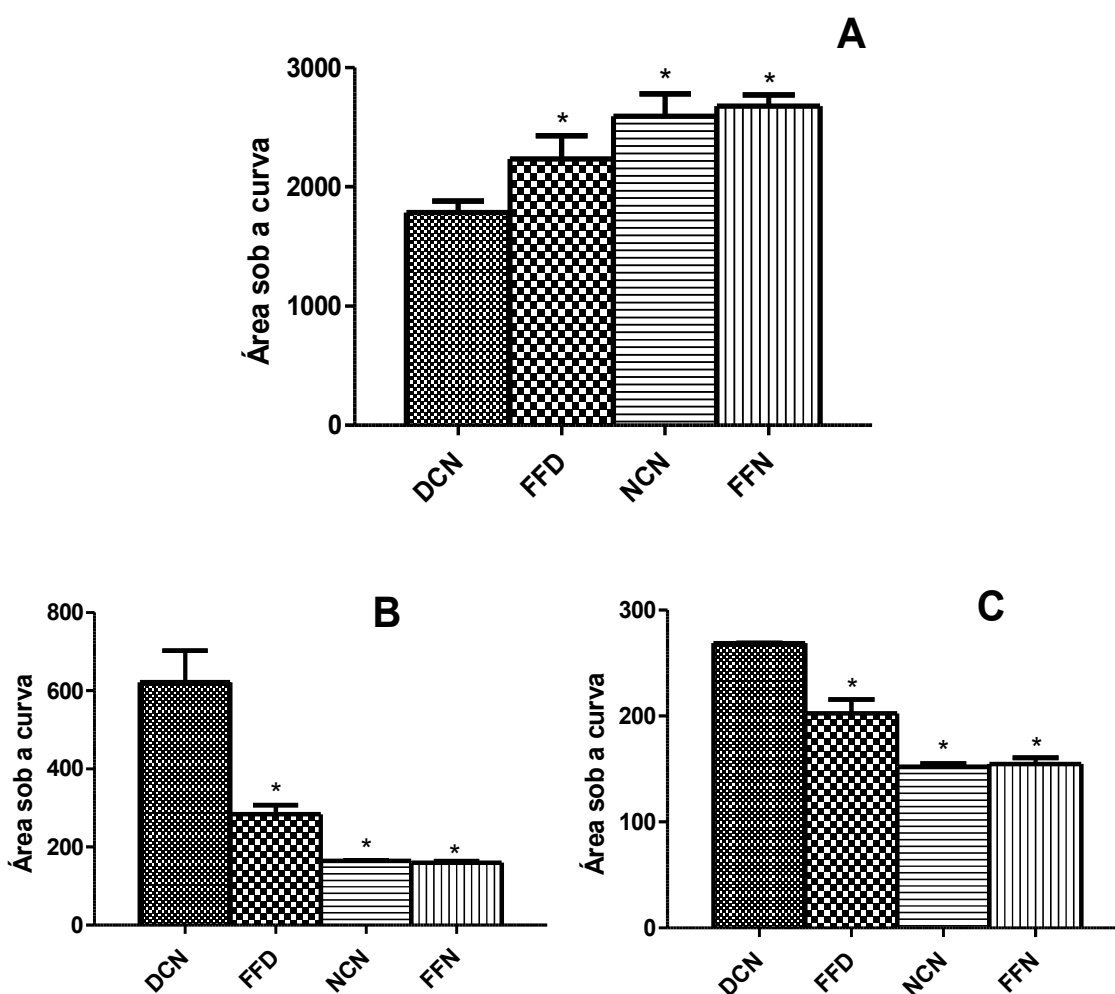 A
Área sob a curva
3000
2000
1000
0
*
*
*
*
DCN
FFD
NCN
FFN
B
Área sob a curva
800
600
400
200
0
*
*
*
DCN
FFD
NCN
FFN
C
Área sob a curva
300
200
100
0
*
*
*
DCN
FFD
NCN
FFN